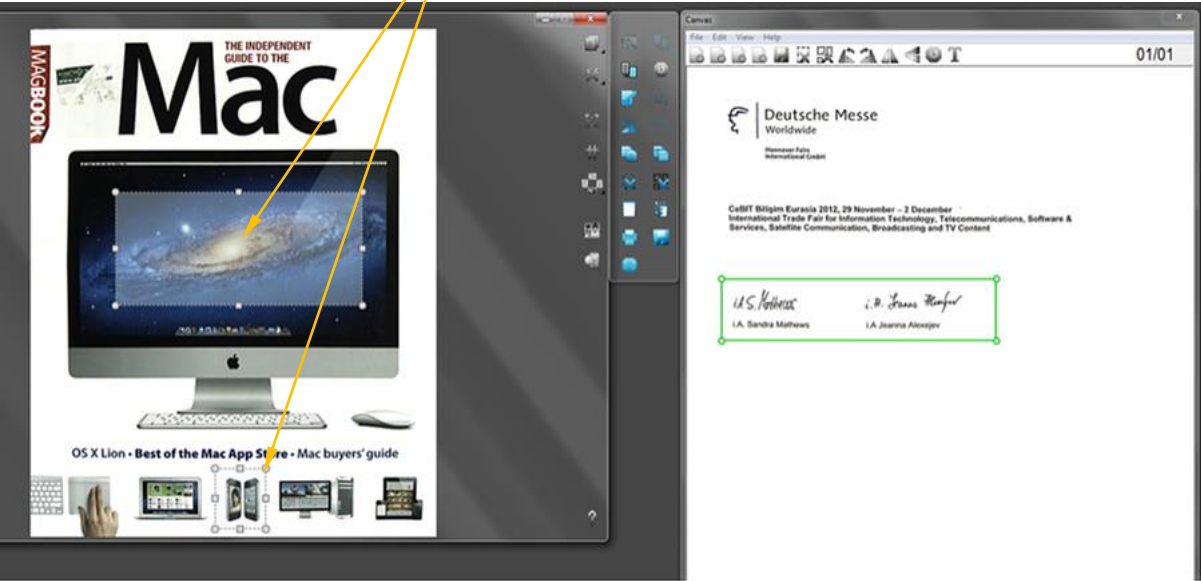 MAGBOOK
THE INDEPENDENT
GUIDE TO THE
Mac
OS X Lion • Best of the Mac App Store • Mac buyers' guide
?
Canvas
File Edit View Help
T
01/01
Deutsche Messe
Worldwide
Hannover Fairs
International GmbH
CeBIT Bilişim Eurasia 2012, 29 November – 2 December
International Trade Fair for Information Technology, Telecommunications, Software &
Services, Satellite Communication, Broadcasting and TV Content
i.A. Sandra Mathews i.A Jeanna Alexsijev